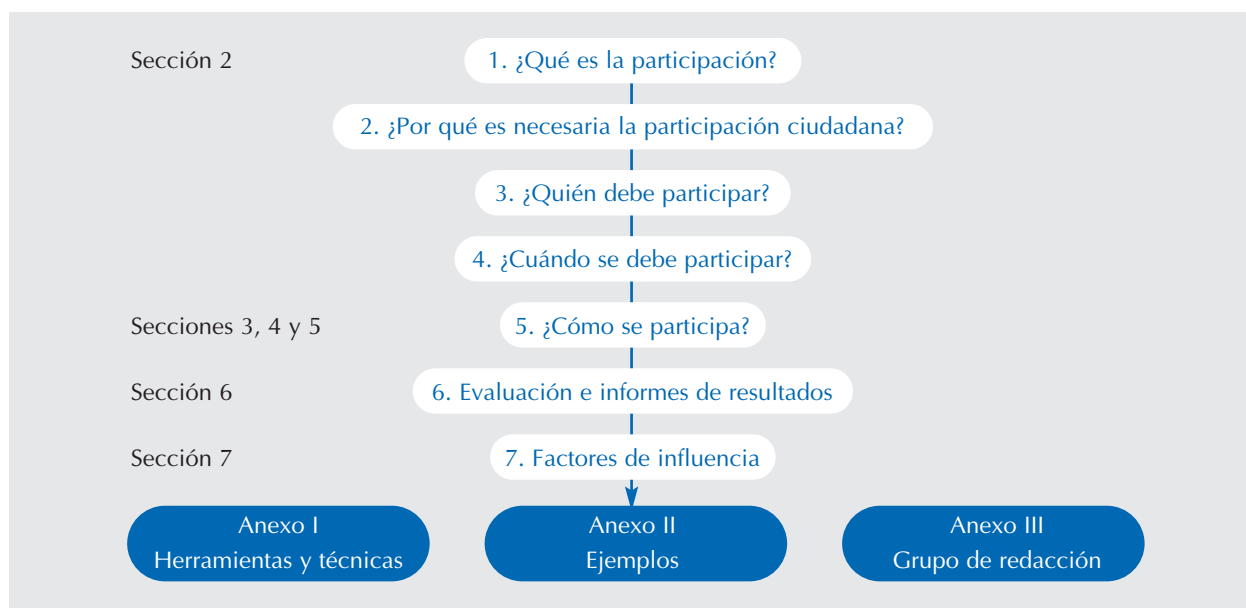 Sección 2
1. ¿Qué es la participación?
2. ¿Por qué es necesaria la participación ciudadana?
3. ¿Quién debe participar?
4. ¿Cuándo se debe participar?
Secciones 3, 4 y 5
5. ¿Cómo se participa?
Sección 6
6. Evaluación e informes de resultados
Sección 7
7. Factores de influencia
Anexo I
Herramientas y técnicas
Anexo II
Ejemplos
Anexo III
Grupo de redacción